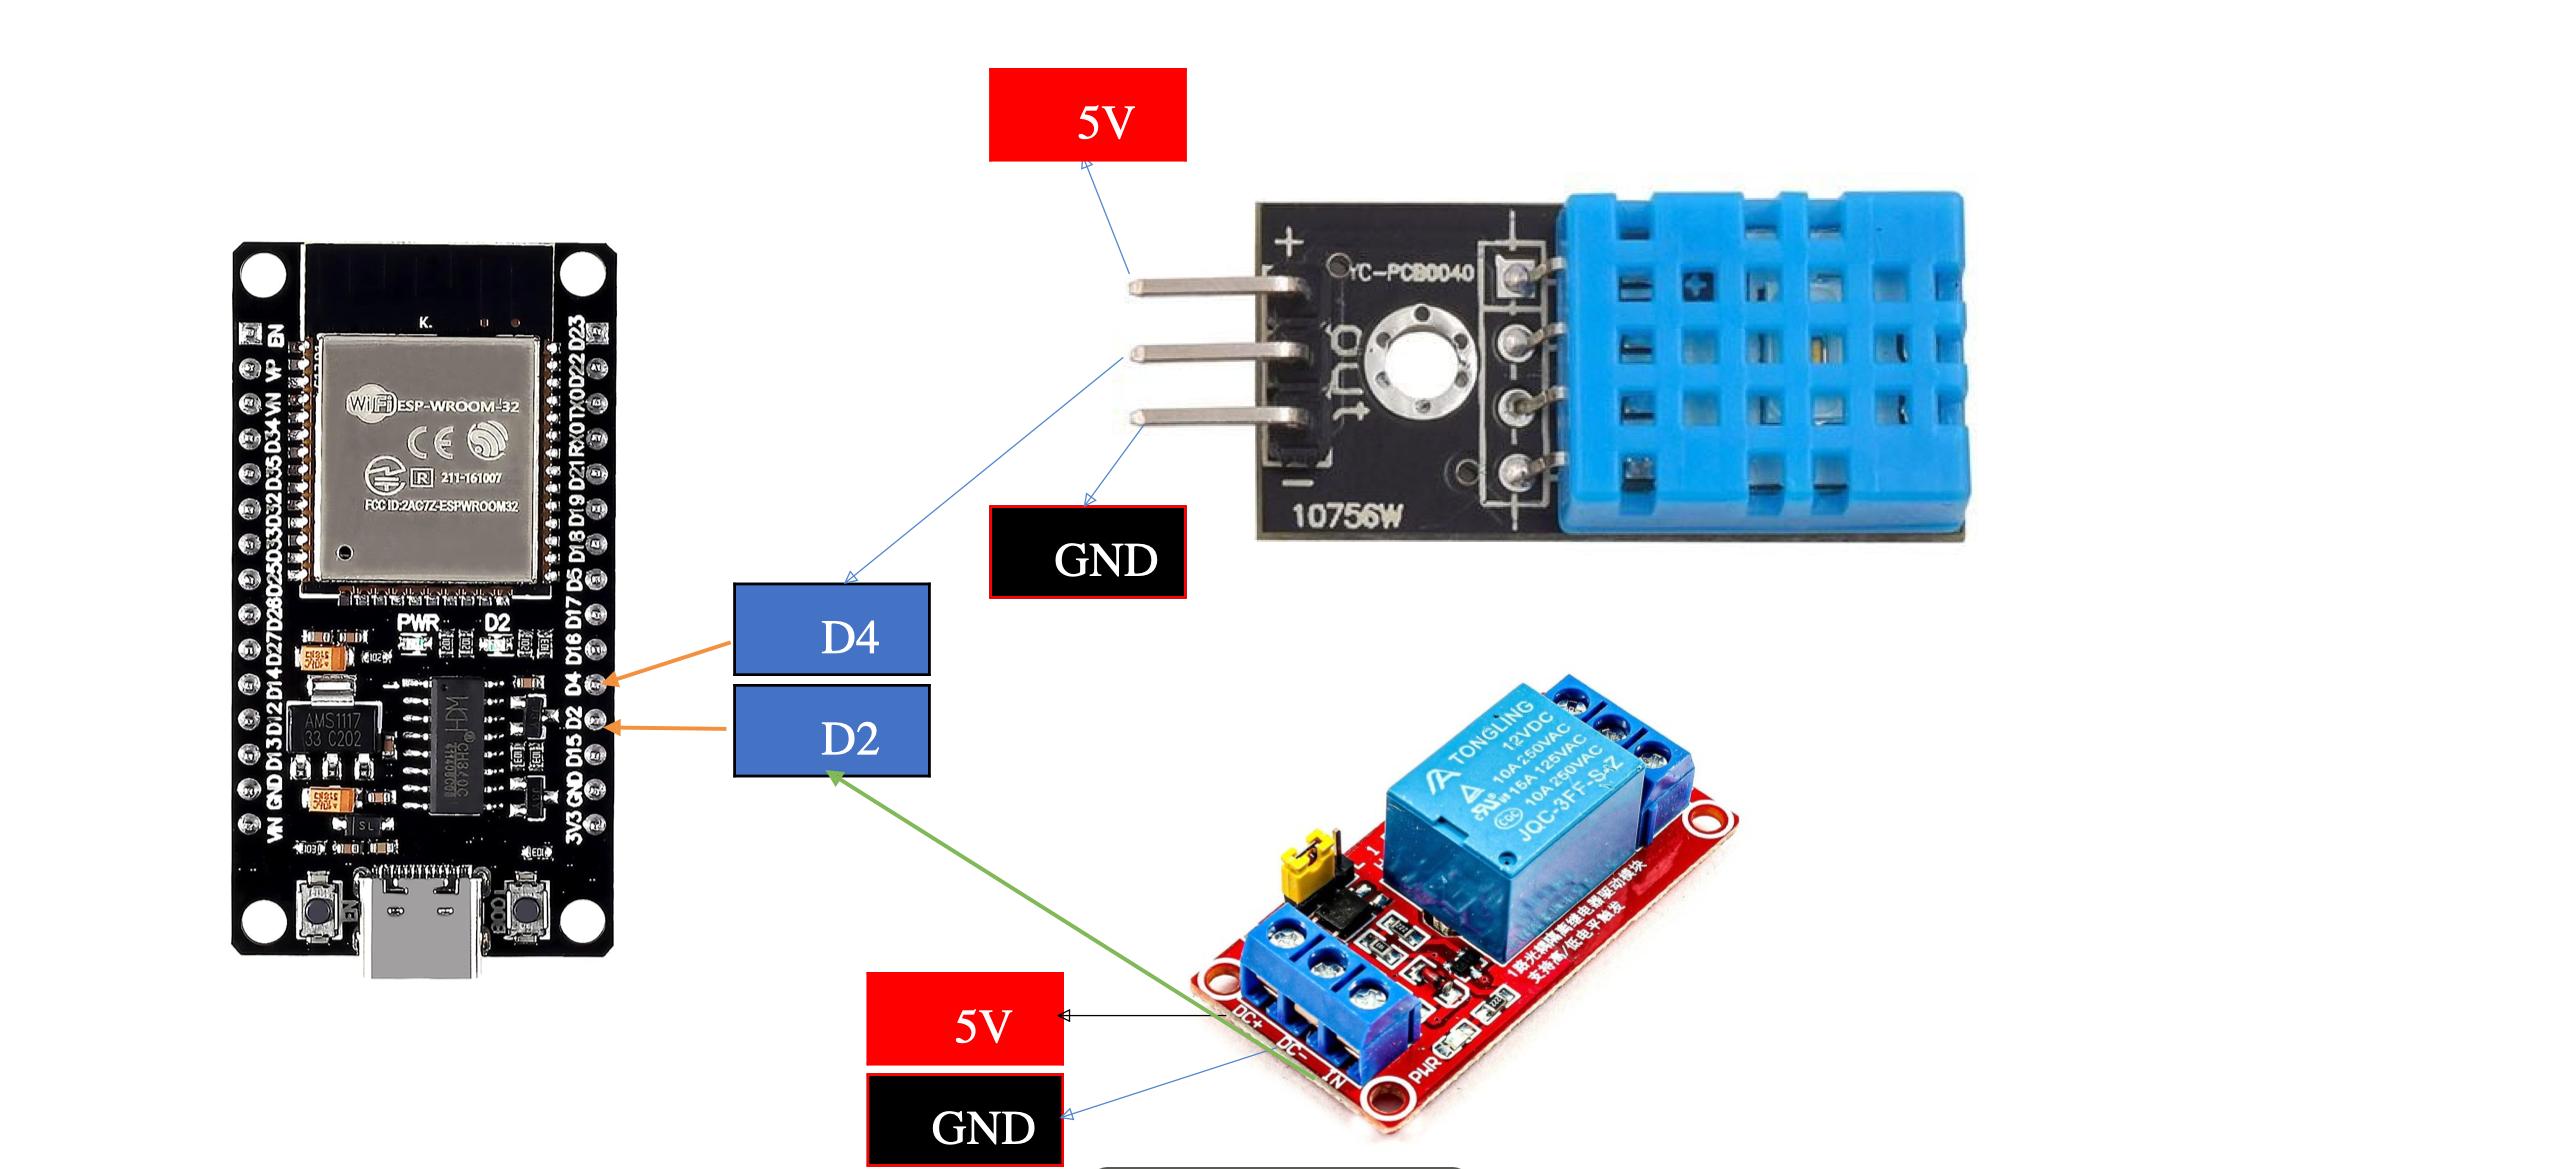 5V
GND
D4
D2
5V
GND
K.
WiFi ESP-WROOM-32
CE
R 211-161007
FCC ID:2AC7Z-ESPWROOM32
EN
VP
VN
D34
D35
D32
D33
D25
D26
D27
D14
D12
D13
GND
VIN
D23
D22
TX0
RX0
D21
D19
D18
D5
D17
D16
D4
D2
D15
GND
3V3
PWR
D2
AMS1117
33 C202
SL
EN
BOOT
+
YC-PCB0040
out
−
10756W
TONGLING
12VDC
10A 250VAC
15A 125VAC
10A 250VAC
JQC-3FF-S-Z
1路光耦隔离继电器驱动模块
支持高/低电平触发
DC+
DC-
IN
PWR